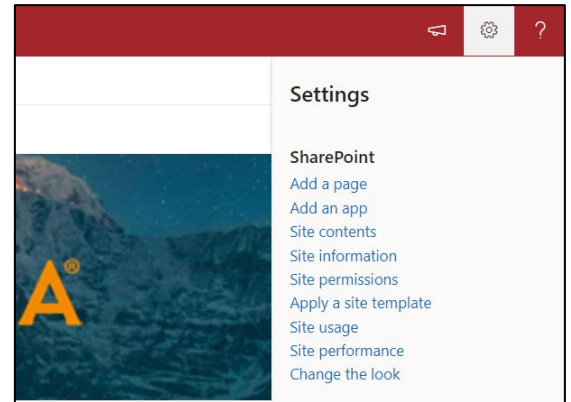 ?
Settings
SharePoint
Add a page
Add an app
Site contents
Site information
Site permissions
Apply a site template
Site usage
Site performance
Change the look
A®